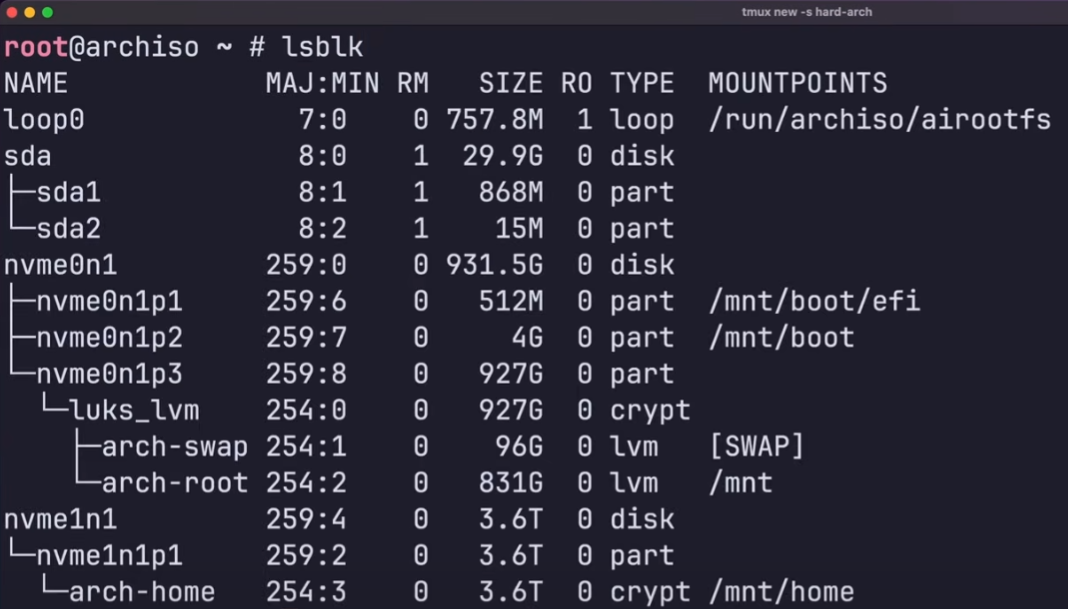 tmux new -s hard-arch
root@archiso ~ # lsblk
NAME            MAJ:MIN RM   SIZE RO TYPE  MOUNTPOINTS
loop0             7:0    0 757.8M  1 loop  /run/archiso/airootfs
sda               8:0    1  29.9G  0 disk
├─sda1            8:1    1   868M  0 part
└─sda2            8:2    1    15M  0 part
nvme0n1         259:0    0 931.5G  0 disk
├─nvme0n1p1     259:6    0   512M  0 part  /mnt/boot/efi
├─nvme0n1p2     259:7    0     4G  0 part  /mnt/boot
└─nvme0n1p3     259:8    0   927G  0 part
  └─luks_lvm    254:0    0   927G  0 crypt
    ├─arch-swap 254:1    0    96G  0 lvm   [SWAP]
    └─arch-root 254:2    0   831G  0 lvm   /mnt
nvme1n1         259:4    0   3.6T  0 disk
└─nvme1n1p1     259:2    0   3.6T  0 part
  └─arch-home   254:3    0   3.6T  0 crypt /mnt/home